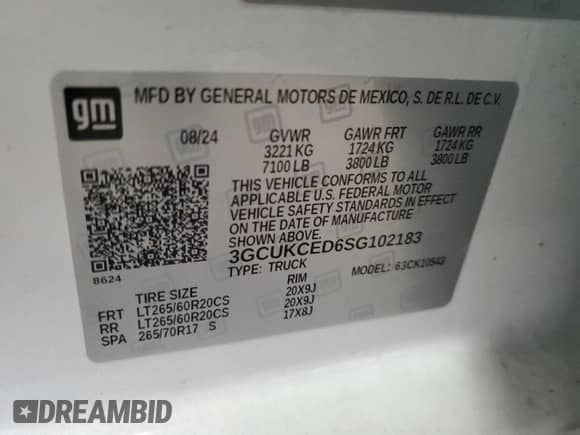 gm
MFD BY GENERAL MOTORS DE MEXICO, S. DE R.L. DE C.V.
08/24 GVWR GAWR FRT GAWR RR
3221 KG 1724 KG 1724 KG
7100 LB 3800 LB 3800 LB
THIS VEHICLE CONFORMS TO ALL
APPLICABLE U.S. FEDERAL MOTOR
VEHICLE SAFETY STANDARDS IN EFFECT
ON THE DATE OF MANUFACTURE
SHOWN ABOVE.
3GCUKCED6SG102183
8624
TYPE: TRUCK MODEL: 63CK10543
TIRE SIZE RIM
FRT LT265/60R20CS 20X9J
RR LT265/60R20CS 20X9J
SPA 265/70R17 S 17X8J
DREAMBID